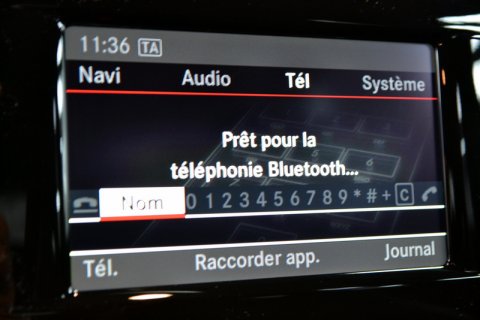 11:36 TA
Navi Audio Tél Système
Prêt pour la
téléphonie Bluetooth...
Nom 0 1 2 3 4 5 6 7 8 9 * # + C
Tél. Raccorder app. Journal